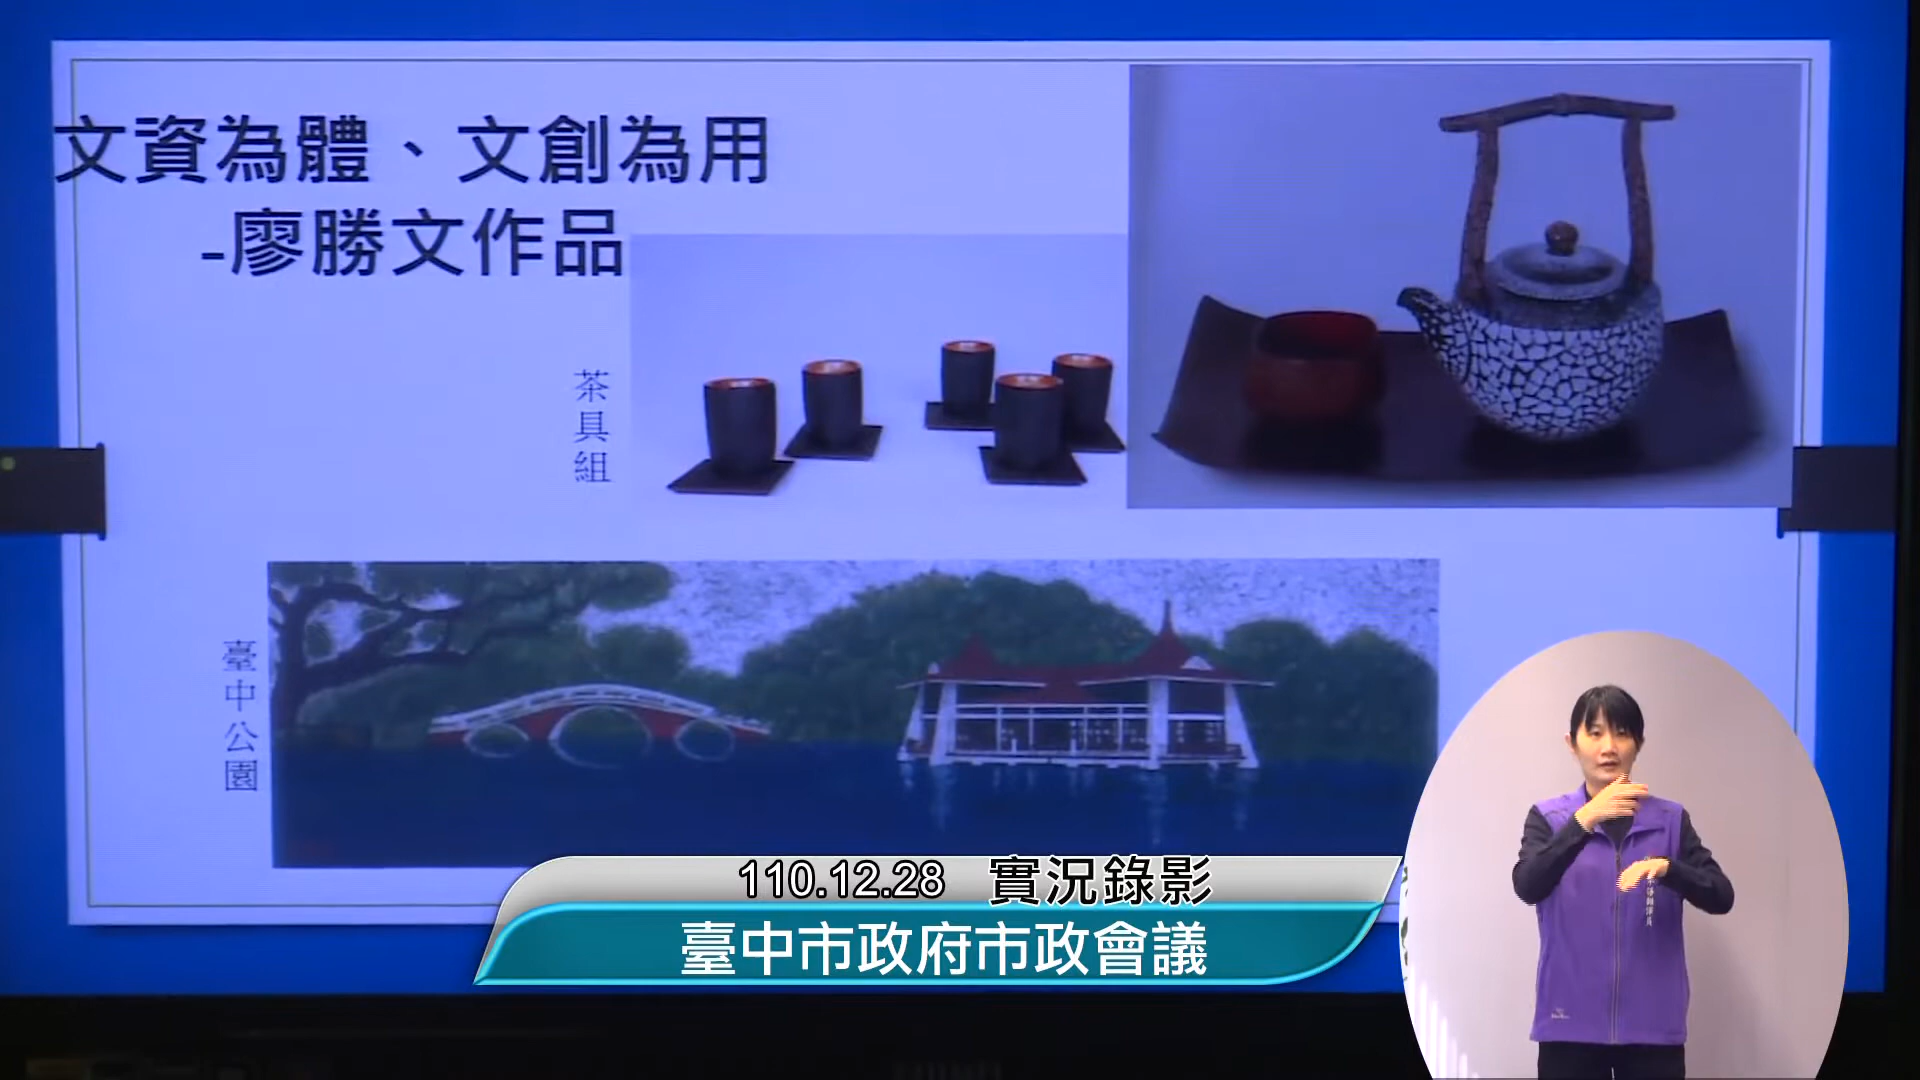 文資為體、文創為用
-廖勝文作品
茶具組
臺中公園
110.12.28 實況錄影
臺中市政府市政會議